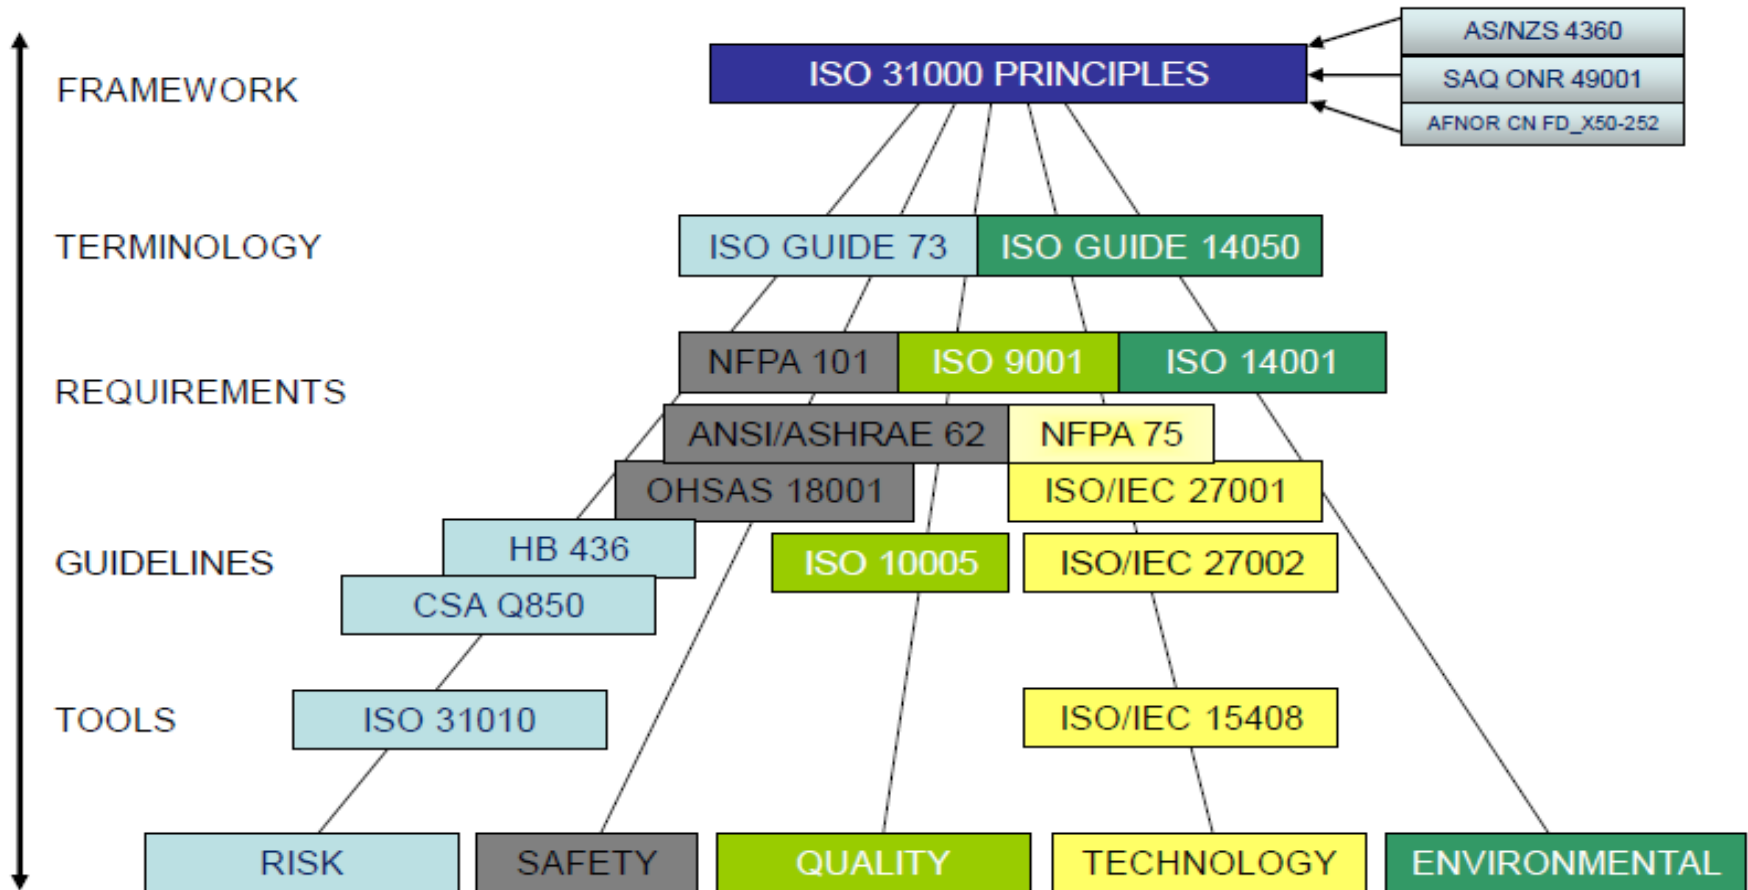 AS/NZS 4360
FRAMEWORK
ISO 31000 PRINCIPLES
SAQ ONR 49001
AFNOR CN FD_X50-252
TERMINOLOGY
ISO GUIDE 73
ISO GUIDE 14050
REQUIREMENTS
NFPA 101
ISO 9001
ISO 14001
ANSI/ASHRAE 62
NFPA 75
OHSAS 18001
ISO/IEC 27001
GUIDELINES
HB 436
ISO 10005
ISO/IEC 27002
CSA Q850
TOOLS
ISO 31010
ISO/IEC 15408
RISK
SAFETY
QUALITY
TECHNOLOGY
ENVIRONMENTAL